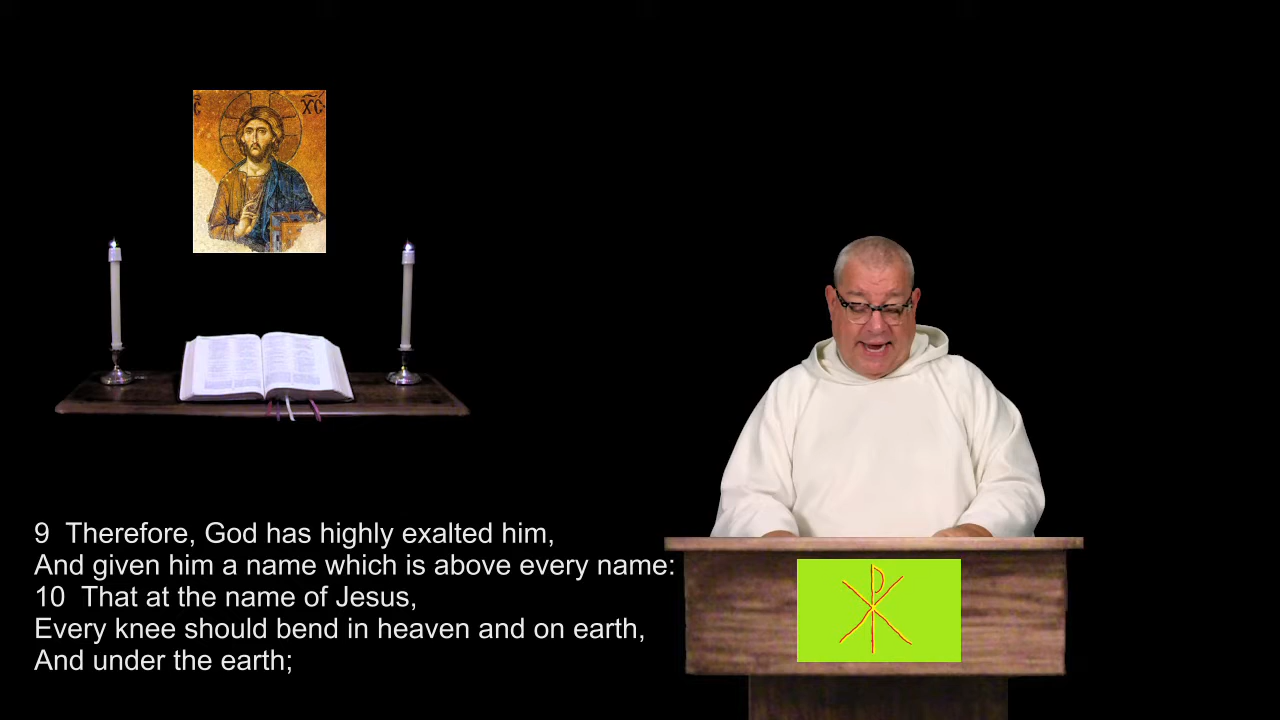 XC
9 Therefore, God has highly exalted him,
And given him a name which is above every name:
10 That at the name of Jesus,
Every knee should bend in heaven and on earth,
And under the earth;